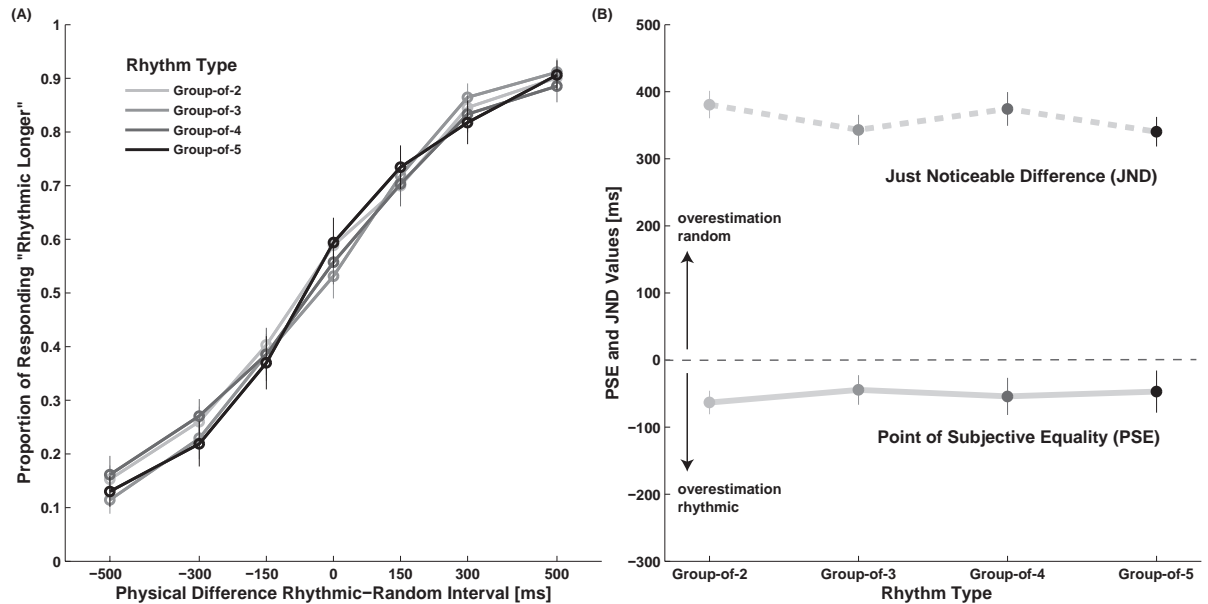 (A)
Proportion of Responding "Rhythmic Longer"
1
0.9
0.8
0.7
0.6
0.5
0.4
0.3
0.2
0.1
0
Rhythm Type
Group-of-2
Group-of-3
Group-of-4
Group-of-5
−500
−300
−150
0
150
300
500
Physical Difference Rhythmic−Random Interval [ms]
(B)
PSE and JND Values [ms]
500
400
300
200
100
0
−100
−200
−300
Just Noticeable Difference (JND)
overestimation
random
Point of Subjective Equality (PSE)
overestimation
rhythmic
Group-of-2
Group-of-3
Group-of-4
Group-of-5
Rhythm Type